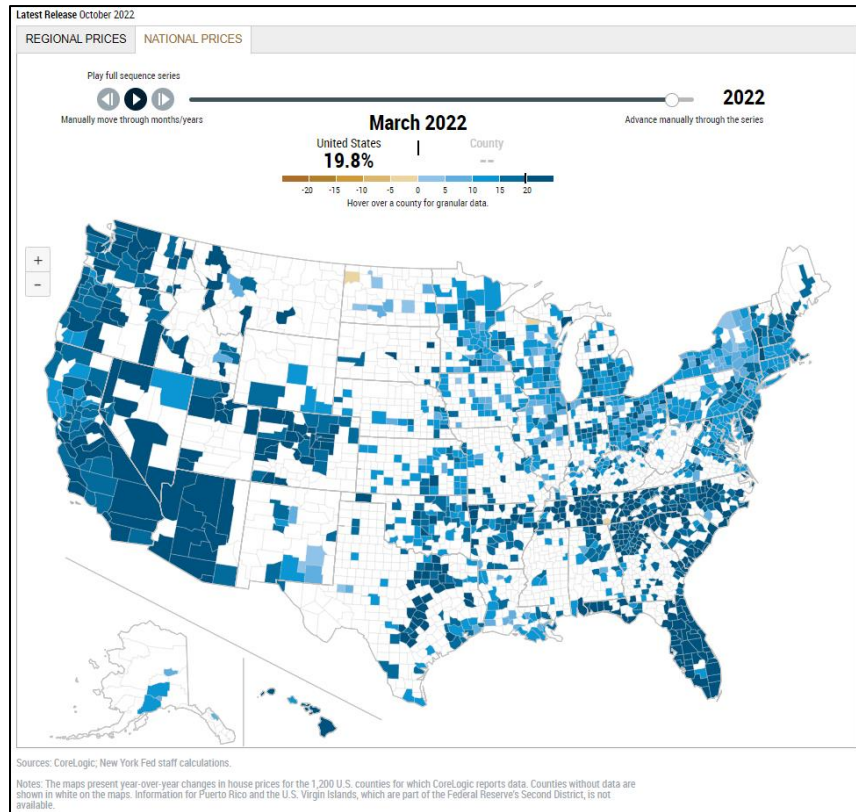 Latest Release October 2022
REGIONAL PRICES NATIONAL PRICES
Play full sequence series
2022
Manually move through months/years
Advance manually through the series
March 2022
United States County
19.8% --
-20 -15 -10 -5 0 5 10 15 20
Hover over a county for granular data.
+
−
Sources: CoreLogic; New York Fed staff calculations.
Notes: The maps present year-over-year changes in house prices for the 1,200 U.S. counties for which CoreLogic reports data. Counties without data are
shown in white on the maps. Information for Puerto Rico and the U.S. Virgin Islands, which are part of the Federal Reserve's Second District, is not
available.